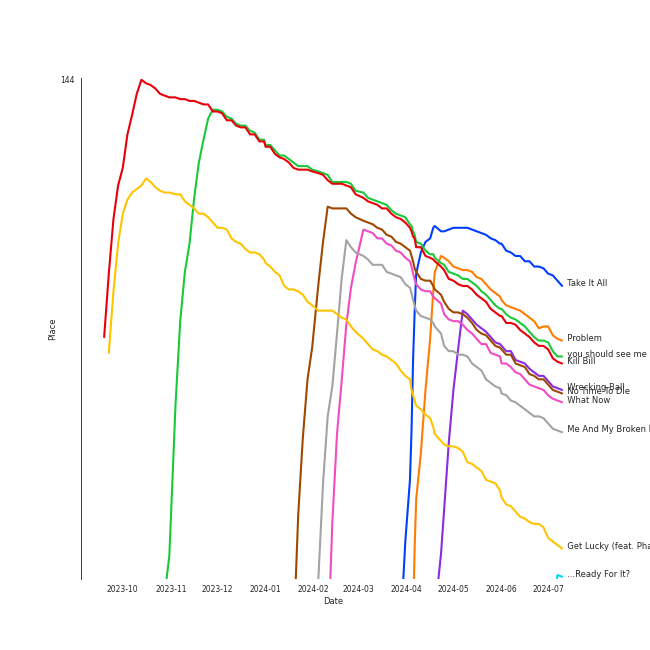 144
Place
Take It All
Problem
you should see me
Kill Bill
Wrecking Ball
No Time To Die
What Now
Me And My Broken
Get Lucky (feat. Pha
...Ready For It?
2023-10 2023-11 2023-12 2024-01 2024-02 2024-03 2024-04 2024-05 2024-06 2024-07
Date